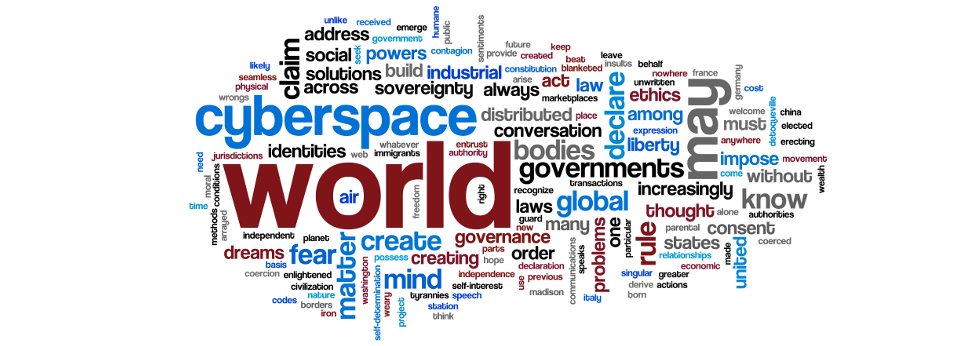 unlike
received
emerge
humane
public
sentiments
address
government
claim
social
seek
powers
contagion
future
provide
created
keep
beat
leave
insults
behalf
likely
seamless
physical
solutions
build
industrial
constitution
blanketed
nowhere
france
germany
across
sovereignty
always
arise
act
law
unwritten
cost
wrongs
marketplaces
ethics
declare
may
welcome
china
detoqueville
cyberspace
distributed
place
among
must
elected
conversation
expression
anywhere
erecting
need
jurisdictions
identities
web
whatever
immigrants
entrust
authority
bodies
liberty
impose
movement
moral
conditions
world
governments
come
without
wealth
air
freedom
right
recognize
transactions
increasingly
know
time
methods
arrayed
laws
global
thought
alone
authorities
guard
new
many
problems
one
particular
rule
parental
consent
independent
planet
matter
create
governance
order
states
coerced
dreams
fear
possess
creating
parts
hope
communications
speaks
relationships
made
united
basis
coercion
enlightened
washington
self-determination
mind
independence
declaration
previous
use
singular
economic
greater
civilization
nature
weary
self-interest
derive
actions
codes
borders
iron
project
tyrannies
speech
madison
italy
born
station
think